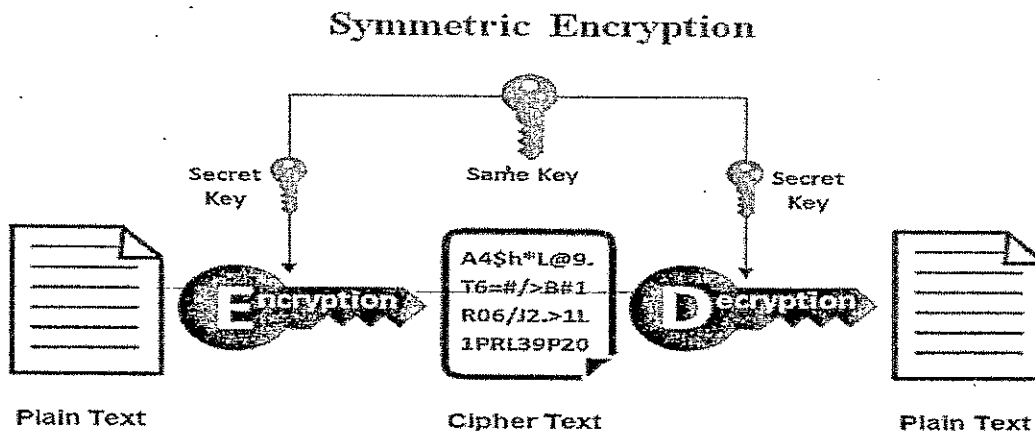 Symmetric Encryption
Secret
Key
Same Key
Secret
Key
Encryption
A4$h*L@9.
T6=#/>B#1
R06/J2.>1L
1PRL39P20
Decryption
Plain Text
Cipher Text
Plain Text